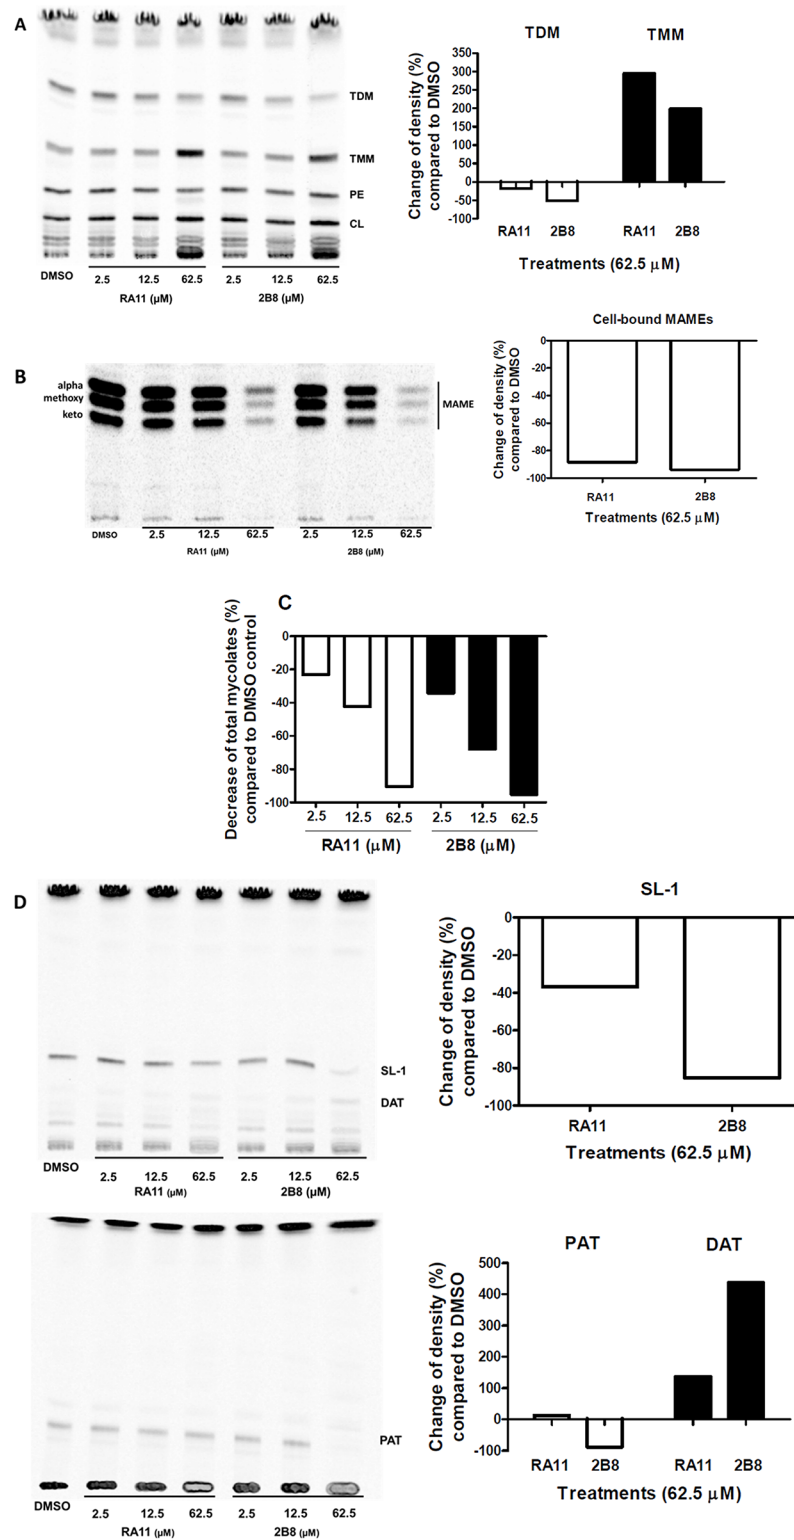 A
TDM
TMM
PE
CL
DMSO
2.5 12.5 62.5 2.5 12.5 62.5
RA11 (µM) 2B8 (µM)
TDM TMM
Change of density (%)
compared to DMSO
350
300
250
200
150
100
50
0
-50
-100
RA11 2B8 RA11 2B8
Treatments (62.5 µM)
B
alpha
methoxy
keto
MAME
DMSO 2.5 12.5 62.5 2.5 12.5 62.5
RA11 (µM) 2B8 (µM)
Cell-bound MAMEs
Change of density (%)
compared to DMSO
0
-20
-40
-60
-80
-100
RA11 2B8
Treatments (62.5 µM)
C
Decrease of total mycolates (%)
compared to DMSO control
0
-20
-40
-60
-80
-100
2.5 12.5 62.5 2.5 12.5 62.5
RA11 (µM) 2B8 (µM)
D
SL-1
DAT
DMSO
2.5 12.5 62.5 2.5 12.5 62.5
RA11 (µM) 2B8 (µM)
SL-1
Change of density (%)
compared to DMSO
0
-20
-40
-60
-80
-100
RA11 2B8
Treatments (62.5 µM)
PAT
DMSO
2.5 12.5 62.5 2.5 12.5 62.5
RA11 (µM) 2B8 (µM)
PAT DAT
Change of density (%)
compared to DMSO
500
400
300
200
100
0
-100
RA11 2B8 RA11 2B8
Treatments (62.5 µM)